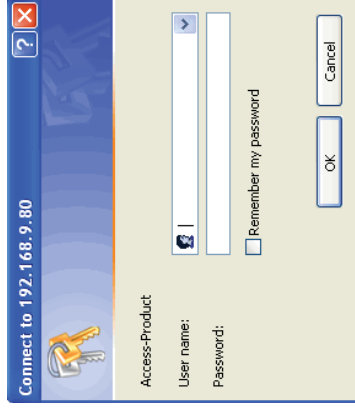 Connect to 192.168.9.80
Access-Product
User name:
Password:
Remember my password
OK
Cancel